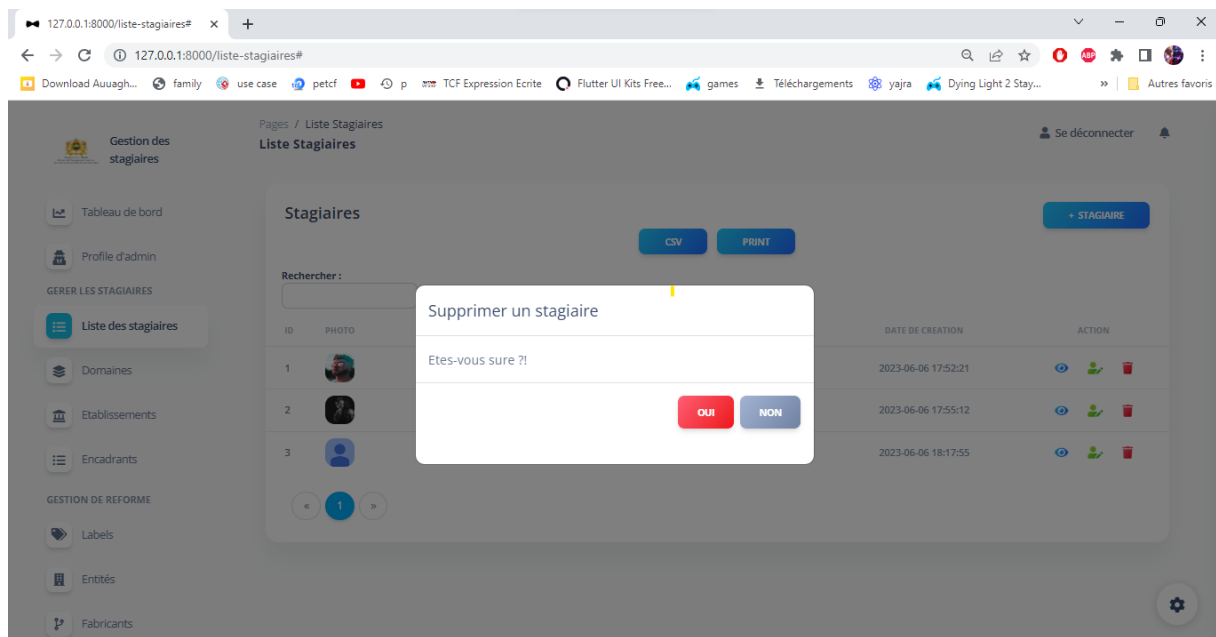 127.0.0.1:8000/liste-stagiaires#
127.0.0.1:8000/liste-stagiaires#
Download Auuagh... family use case petcf p TCF Expression Ecrite Flutter UI Kits Free... games Téléchargements yajra Dying Light 2 Stay... » Autres favoris
Gestion des
stagiaires
Pages / Liste Stagiaires
Liste Stagiaires
Se déconnecter
Tableau de bord
Profile d'admin
GERER LES STAGIAIRES
Liste des stagiaires
Domaines
Etablissements
Encadrants
GESTION DE REFORME
Labels
Entités
Fabricants
Stagiaires
+ STAGIAIRE
CSV PRINT
Rechercher :
ID PHOTO DATE DE CREATION ACTION
1 2023-06-06 17:52:21
2 2023-06-06 17:55:12
3 2023-06-06 18:17:55
« 1 »
Supprimer un stagiaire
Etes-vous sure ?!
OUI NON